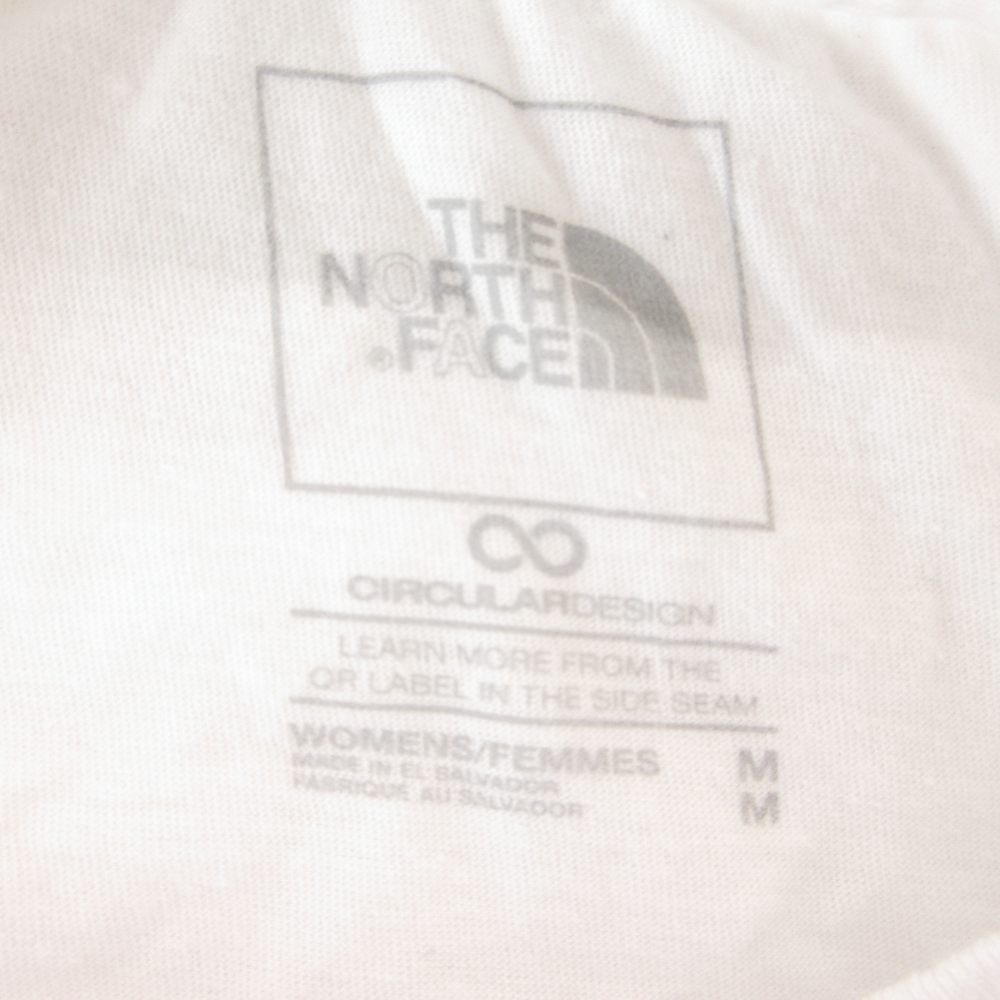 THE
NORTH
FACE
CIRCULARDESIGN
LEARN MORE FROM THE
QR LABEL IN THE SIDE SEAM
WOMENS/FEMMES M
MADE IN EL SALVADOR
FABRIQUÉ AU SALVADOR M